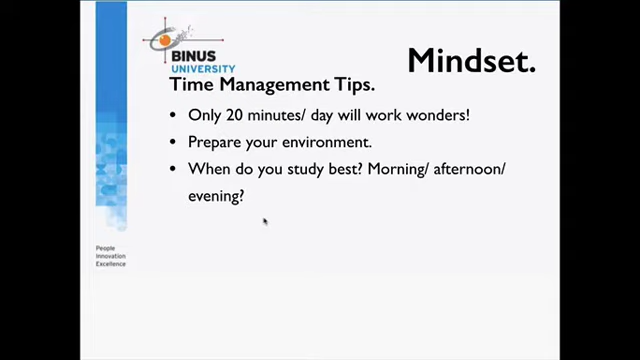 BINUS
UNIVERSITY
Mindset.
Time Management Tips.
• Only 20 minutes/ day will work wonders!
• Prepare your environment.
• When do you study best? Morning/ afternoon/
evening?
People
Innovation
Excellence